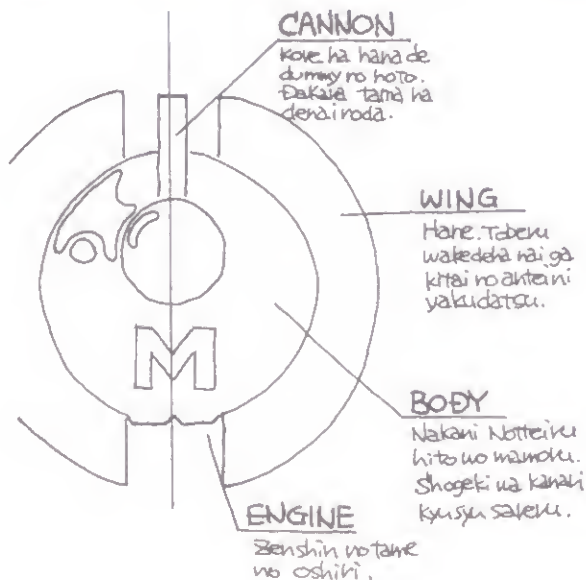 CANNON
Kore ha hana de
dummy no hoto.
Dakara tama ha
denai noda.
WING
Hane. Toberu
wakedeha nai ga
kitai no antei ni
yakudatsu.
M
BODY
Nakani Notteiru
hito wo mamoru.
Shogeki wa kanari
kyusyu sareru.
ENGINE
Zenshin no tame
no oshiri.